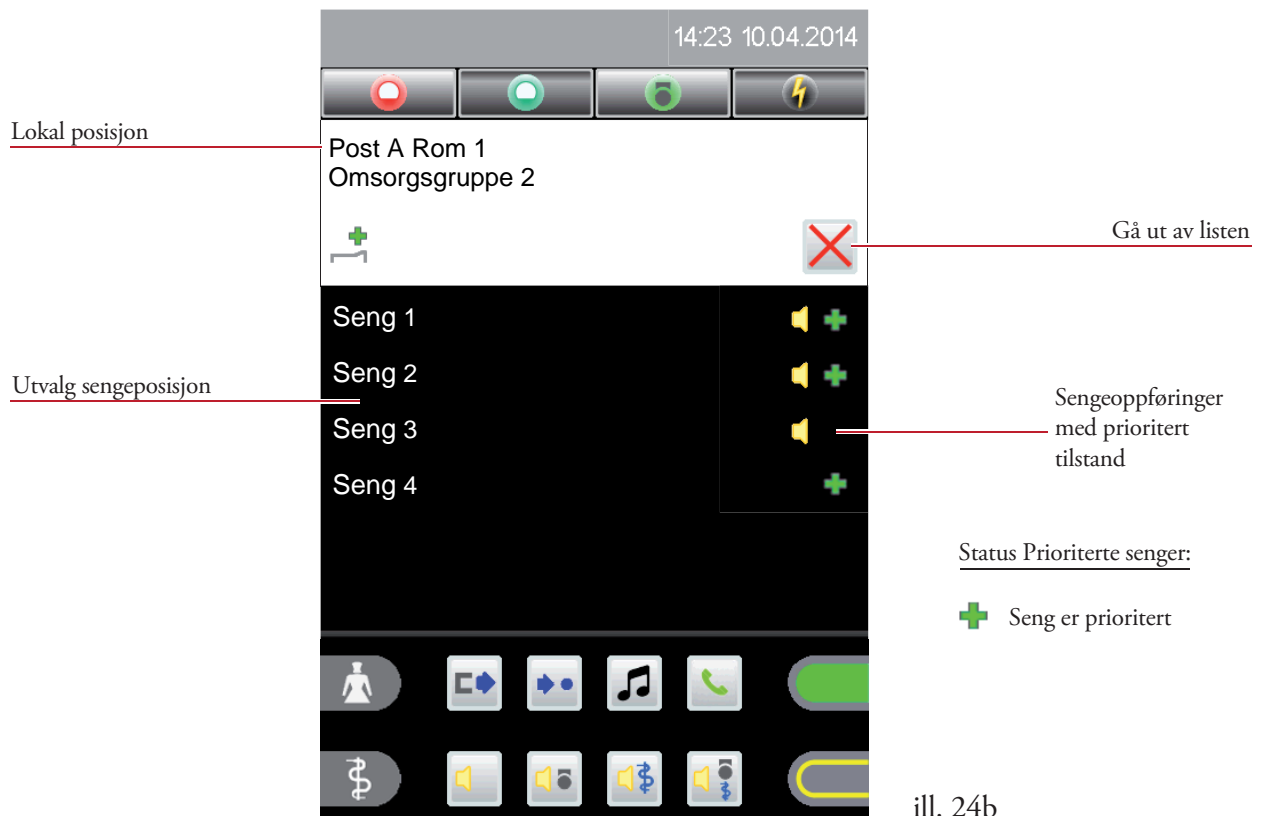 14:23 10.04.2014
Lokal posisjon
Post A Rom 1
Omsorgsgruppe 2
Gå ut av listen
Seng 1
Seng 2
Utvalg sengeposisjon
Seng 3
Seng 4
Sengeoppføringer
med prioritert
tilstand
Status Prioriterte senger:
Seng er prioritert
ill. 24b